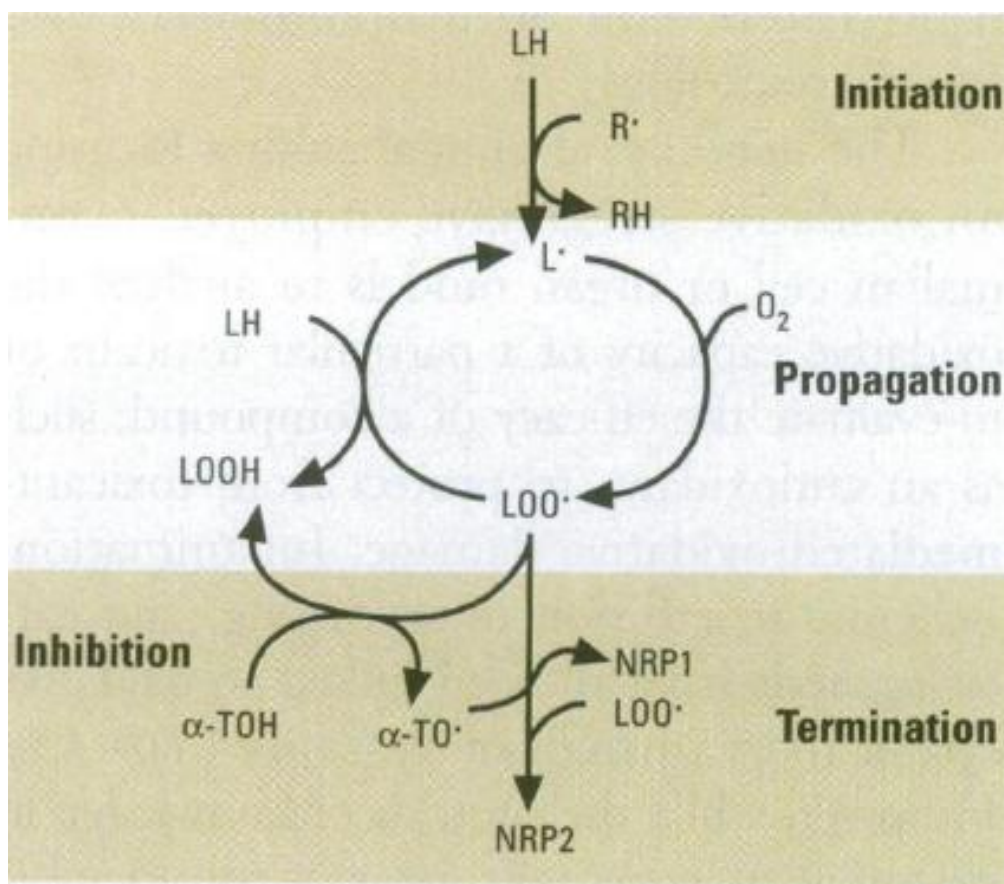 LH
Initiation
R·
RH
L·
LH
O₂
Propagation
LOOH
LOO·
Inhibition
NRP1
α-TOH
α-TO·
LOO·
Termination
NRP2